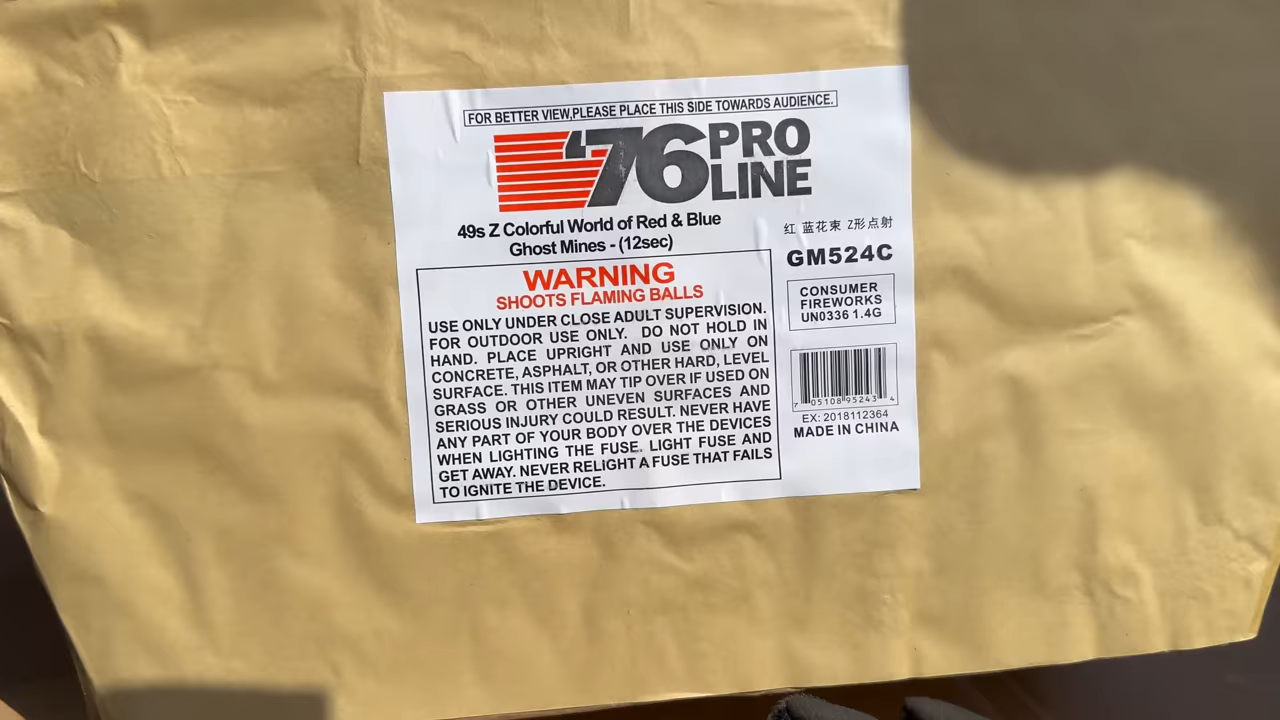 FOR BETTER VIEW,PLEASE PLACE THIS SIDE TOWARDS AUDIENCE.
'76 PRO LINE
49s Z Colorful World of Red & Blue
Ghost Mines - (12sec)
WARNING
SHOOTS FLAMING BALLS
USE ONLY UNDER CLOSE ADULT SUPERVISION.
FOR OUTDOOR USE ONLY. DO NOT HOLD IN
HAND. PLACE UPRIGHT AND USE ONLY ON
CONCRETE, ASPHALT, OR OTHER HARD, LEVEL
SURFACE. THIS ITEM MAY TIP OVER IF USED ON
GRASS OR OTHER UNEVEN SURFACES AND
SERIOUS INJURY COULD RESULT. NEVER HAVE
ANY PART OF YOUR BODY OVER THE DEVICES
WHEN LIGHTING THE FUSE. LIGHT FUSE AND
GET AWAY. NEVER RELIGHT A FUSE THAT FAILS
TO IGNITE THE DEVICE.
红 蓝花束 Z形点射
GM524C
CONSUMER
FIREWORKS
UN0336 1.4G
7 05108 95243 4
EX: 2018112364
MADE IN CHINA